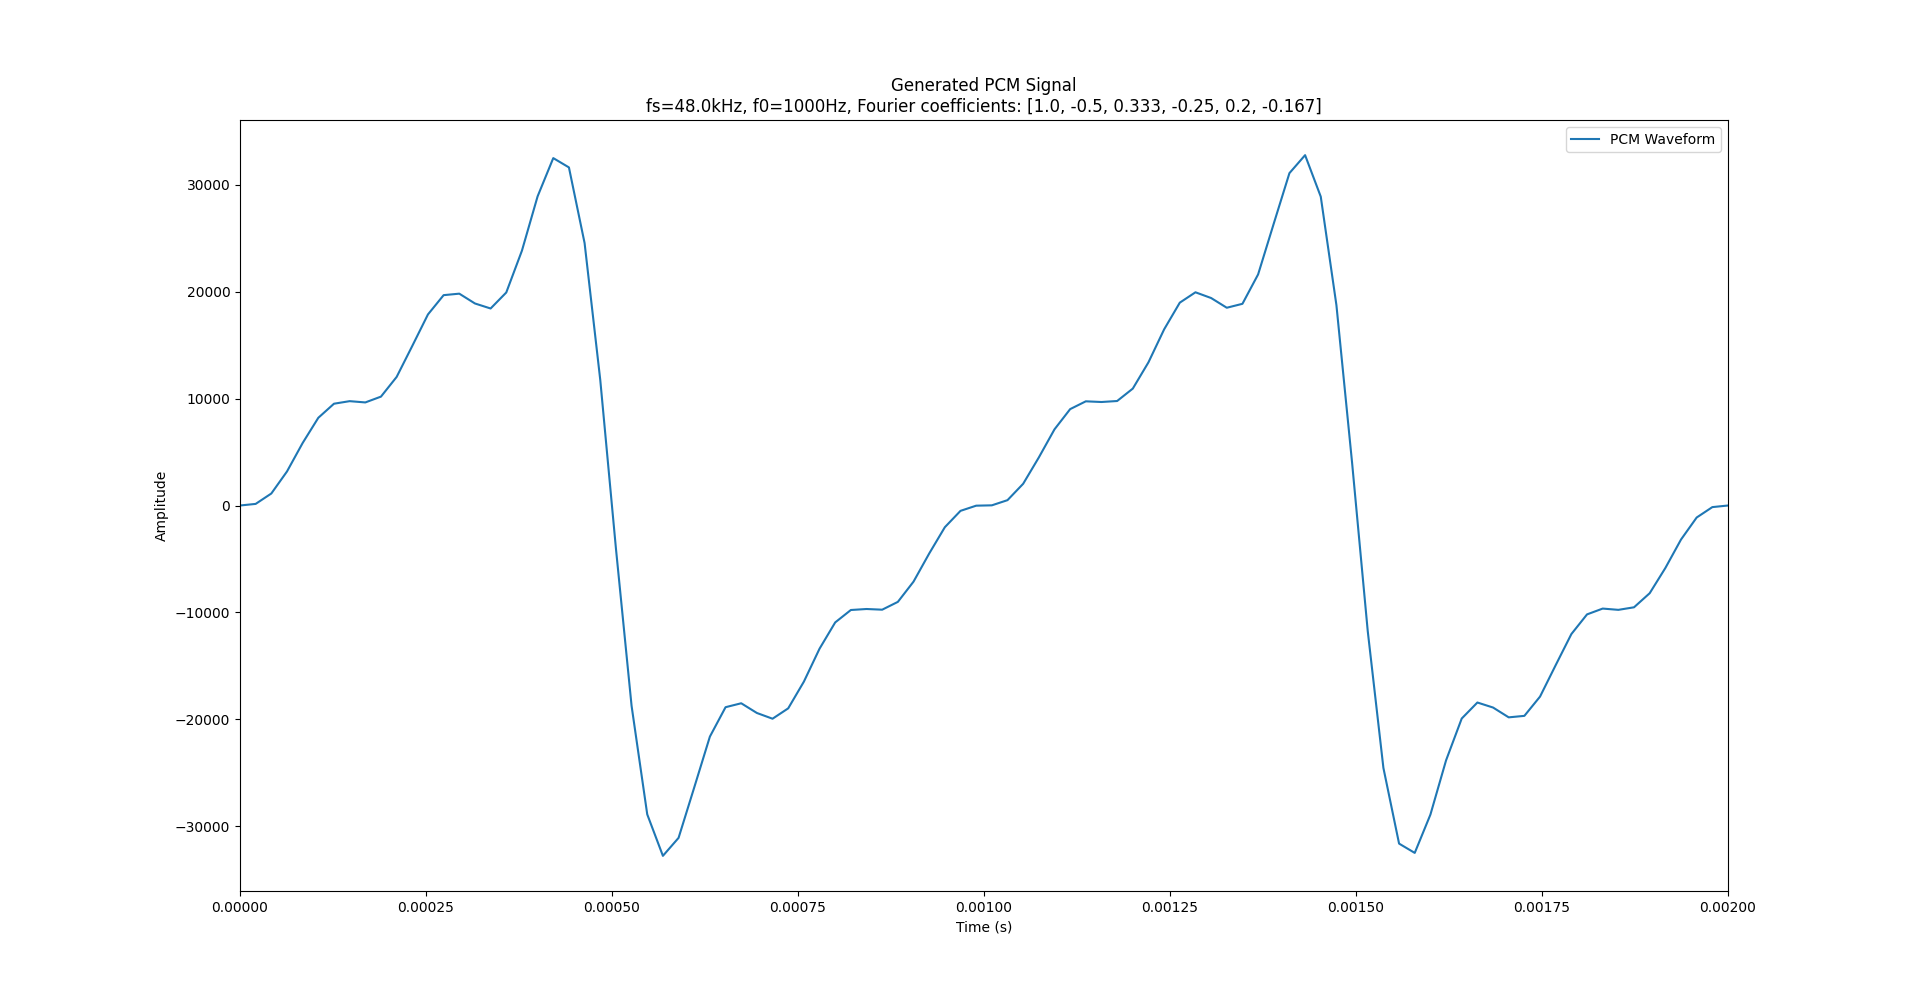 Generated PCM Signal
fs=48.0kHz, f0=1000Hz, Fourier coefficients: [1.0, -0.5, 0.333, -0.25, 0.2, -0.167]
PCM Waveform
30000
20000
10000
0
−10000
−20000
−30000
Amplitude
0.00000 0.00025 0.00050 0.00075 0.00100 0.00125 0.00150 0.00175 0.00200
Time (s)